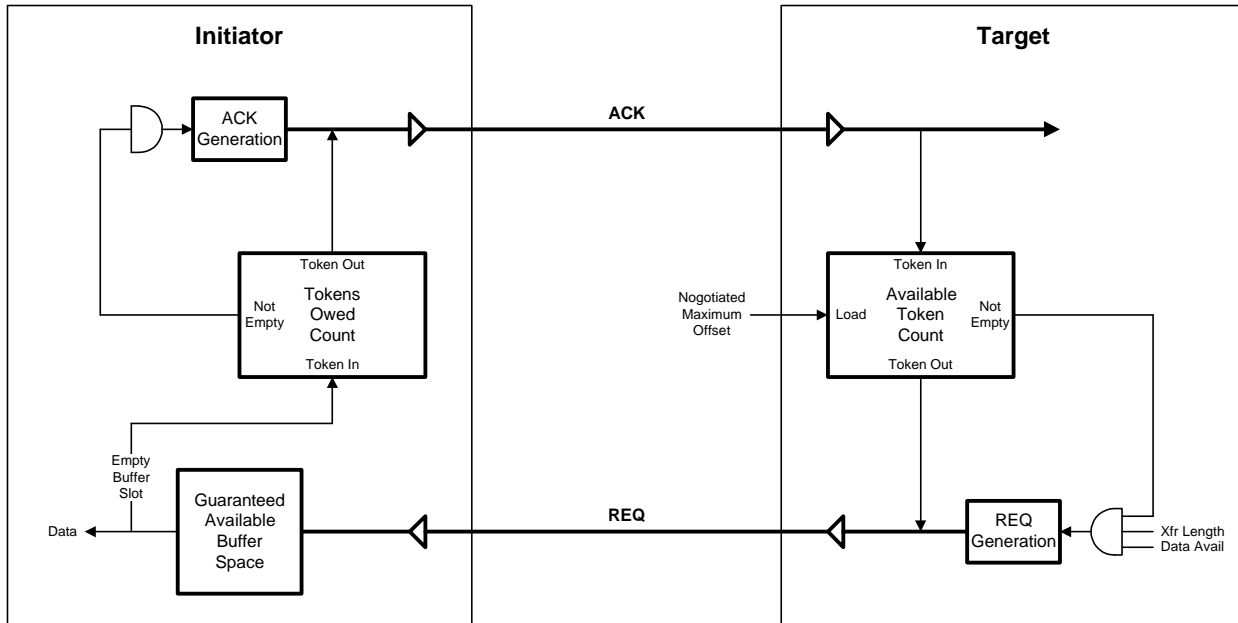 Initiator
Target
ACK
Generation
ACK
Token Out
Not
Empty
Tokens
Owed
Count
Token In
Nogotiated
Maximum
Offset
Token In
Load
Available
Token
Count
Not
Empty
Token Out
Empty
Buffer
Slot
Data
Guaranteed
Available
Buffer
Space
REQ
REQ
Generation
Xfr Length
Data Avail